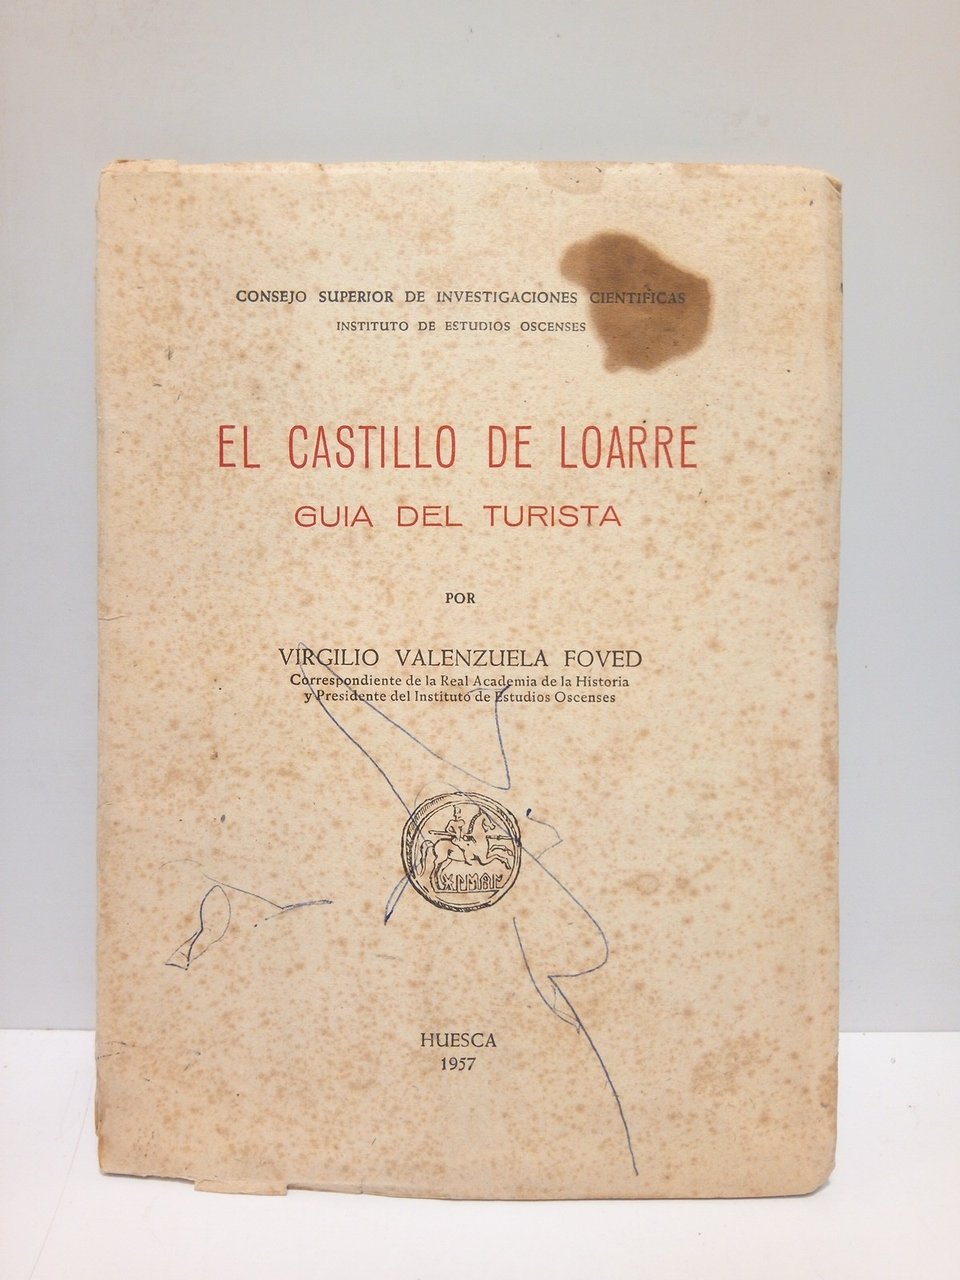 CONSEJO SUPERIOR DE INVESTIGACIONES CIENTIFICAS
INSTITUTO DE ESTUDIOS OSCENSES
EL CASTILLO DE LOARRE
GUIA DEL TURISTA
POR
VIRGILIO VALENZUELA FOVED
Correspondiente de la Real Academia de la Historia
y Presidente del Instituto de Estudios Oscenses
HUESCA
1957